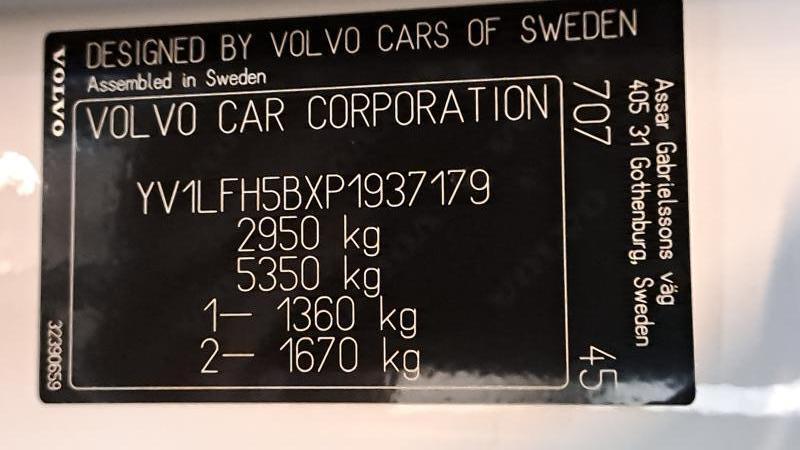 VOLVO
DESIGNED BY VOLVO CARS OF SWEDEN
Assembled in Sweden
VOLVO CAR CORPORATION
YV1LFH5BXP1937179
2950 kg
5350 kg
1– 1360 kg
2– 1670 kg
32390659
707
45
Assar Gabrielssons väg
405 31 Gothenburg, Sweden